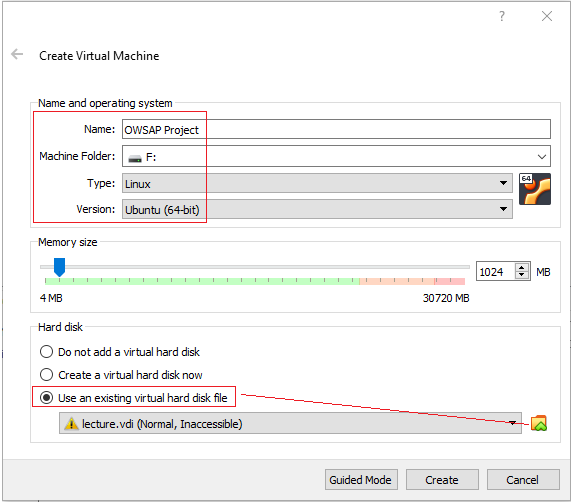 ?
Create Virtual Machine
Name and operating system
Name: OWSAP Project
Machine Folder: F:
Type: Linux
64
Version: Ubuntu (64-bit)
Memory size
1024 MB
4 MB 30720 MB
Hard disk
Do not add a virtual hard disk
Create a virtual hard disk now
Use an existing virtual hard disk file
lecture.vdi (Normal, Inaccessible)
Guided Mode Create Cancel